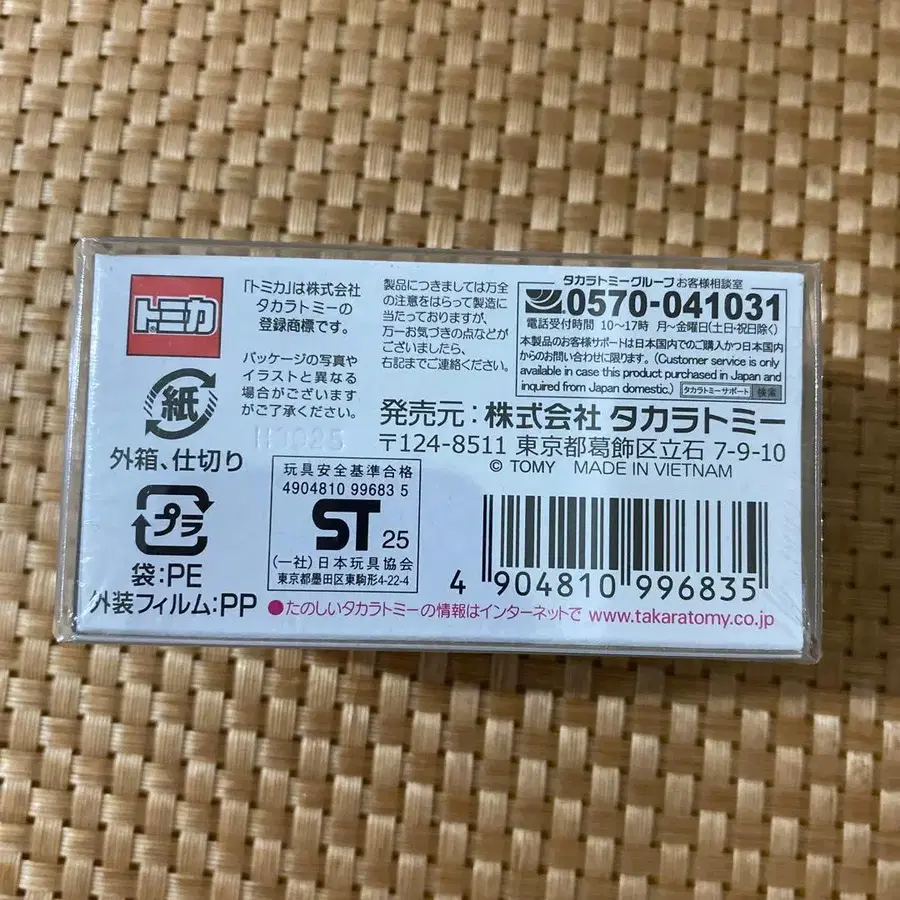 トミカ
「トミカ」は株式会社
タカラトミーの
登録商標です。
パッケージの写真や
イラストと異なる
場合がございます
がご了承ください。
製品につきましては万全
の注意をはらって製造に
当たっておりますが、
万一お気づきの点などが
ございましたら、
右記までご連絡ください。
タカラトミーグループ お客様相談室
0570-041031
電話受付時間 10～17時 月～金曜日(土日・祝日除く)
本製品のお客様サポートは日本国内でのご購入かつ日本国内
からのお問い合わせに限ります。(Customer service is only
available in case this product purchased in Japan and
inquired from Japan domestic.) タカラトミーサポート 検索
発売元：株式会社 タカラトミー
〒124-8511 東京都葛飾区立石 7-9-10
© TOMY MADE IN VIETNAM
紙
外箱、仕切り
プラ
袋：PE
外装フィルム：PP
玩具安全基準合格
4904810 99683 5
ST 25
(一社)日本玩具協会
東京都墨田区東駒形4-22-4
4 904810 996835
●たのしいタカラトミーの情報はインターネットで www.takaratomy.co.jp